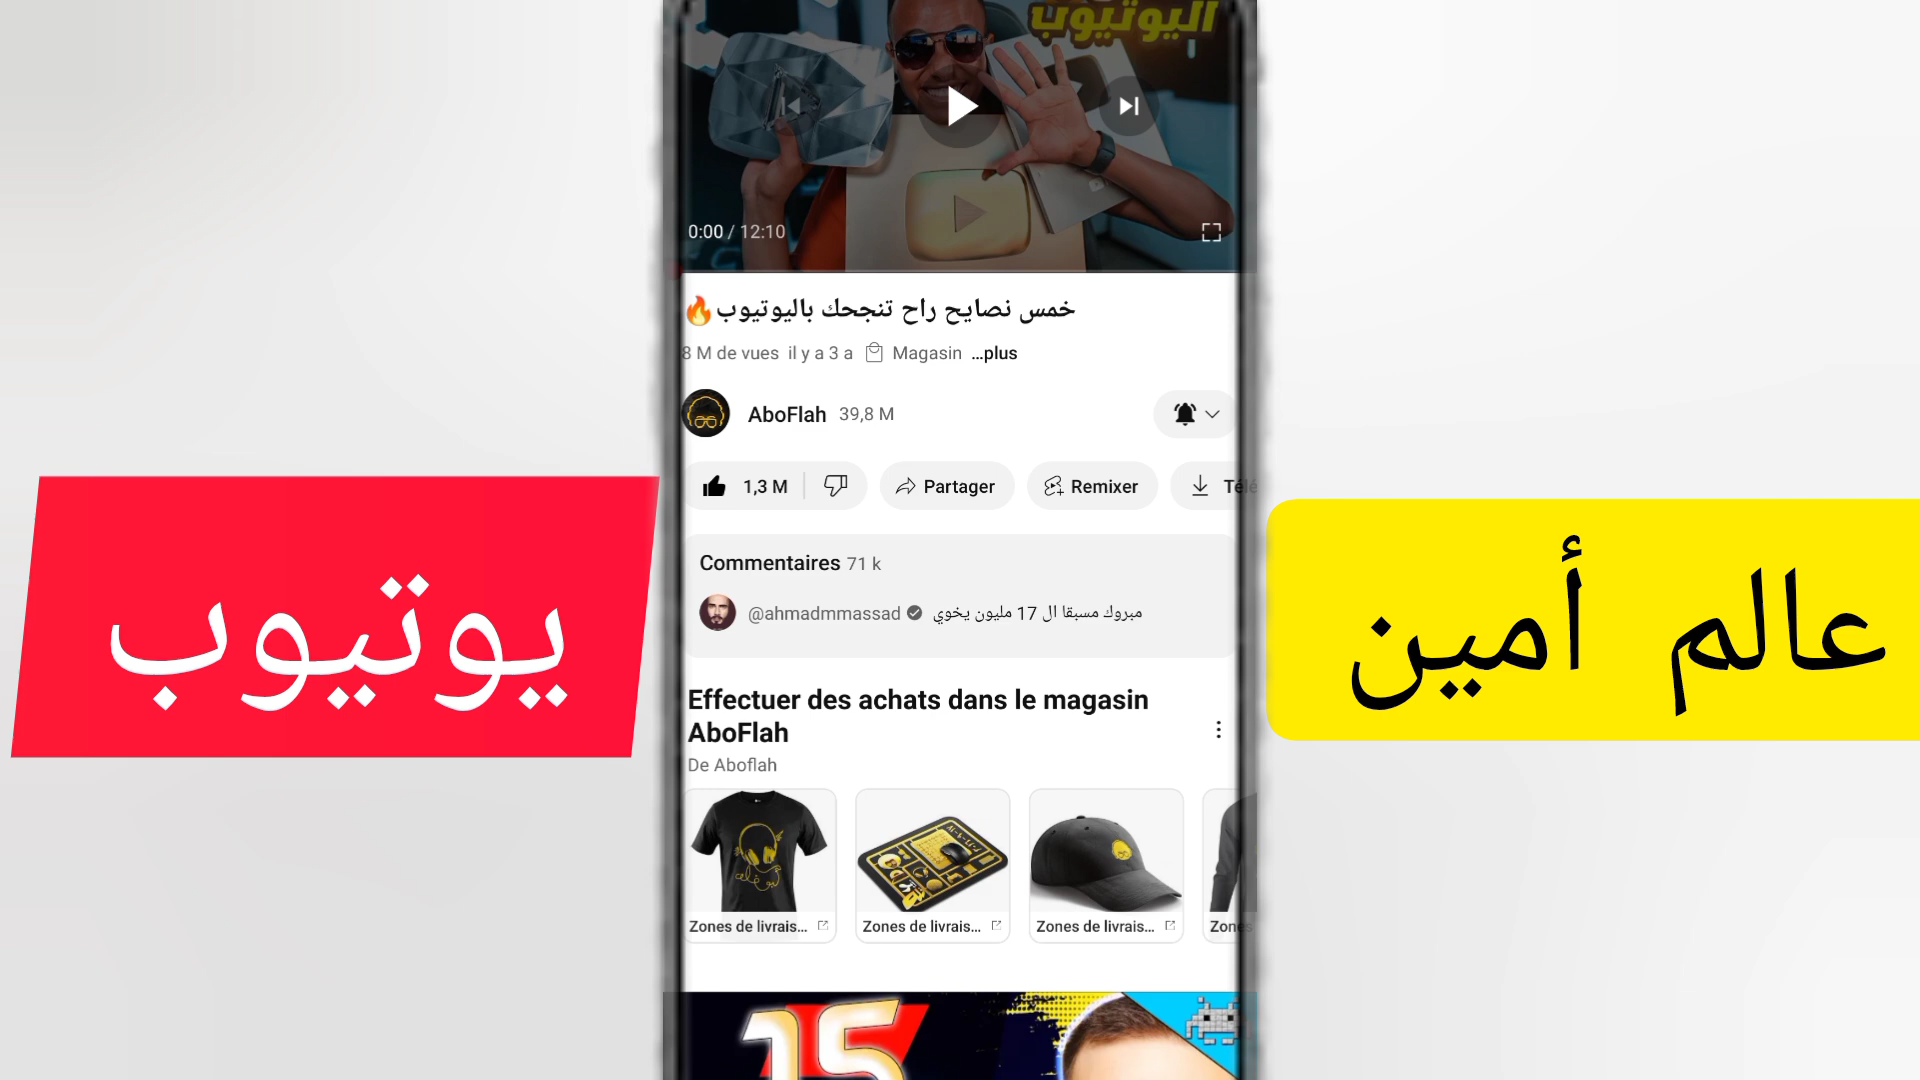 اليوتيوب
0:00 / 12:10
خمس نصايح راح تنجحك باليوتيوب🔥
8 M de vues il y a 3 a Magasin ...plus
AboFlah 39,8 M
1,3 M Partager Remixer Télé
Commentaires 71 k
@ahmadmmassad مبروك مسبقا ال 17 مليون يخوي
يوتيوب
عالم أمين
Effectuer des achats dans le magasin
AboFlah
De Aboflah
Zones de livrais... Zones de livrais... Zones de livrais... Zones
15